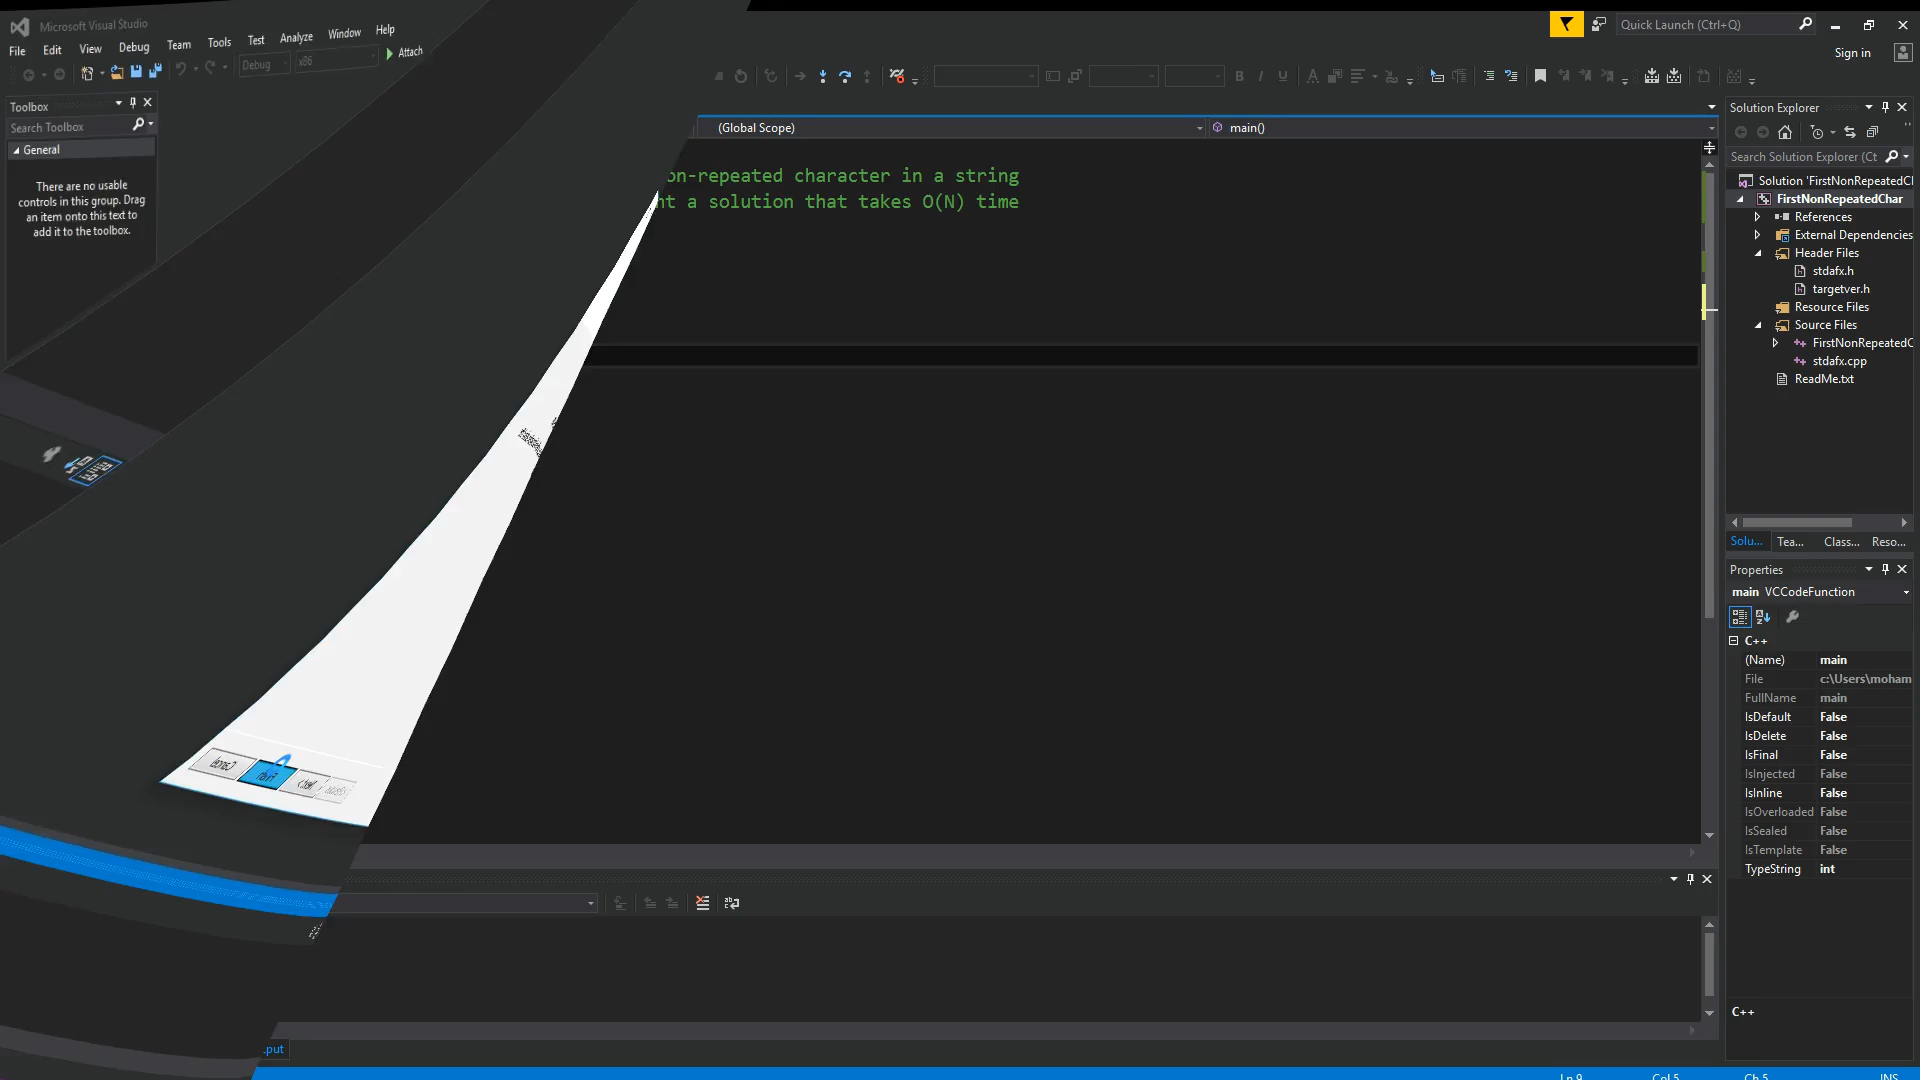 Microsoft Visual Studio
Quick Launch (Ctrl+Q)
File Edit View Debug Team Tools Test Analyze Window Help
Sign in
Debug x86 Attach
Toolbox
Search Toolbox
General
There are no usable
controls in this group. Drag
an item onto this text to
add it to the toolbox.
(Global Scope)
main()
on-repeated character in a string
nt a solution that takes O(N) time
Solution Explorer
Search Solution Explorer (Ct
Solution 'FirstNonRepeatedCl
FirstNonRepeatedChar
References
External Dependencies
Header Files
stdafx.h
targetver.h
Resource Files
Source Files
FirstNonRepeatedC
stdafx.cpp
ReadMe.txt
Solu... Tea... Class... Reso...
Properties
main VCCodeFunction
C++
(Name) main
File c:\Users\moham
FullName main
IsDefault False
IsDelete False
IsFinal False
IsInjected False
IsInline False
IsOverloaded False
IsSealed False
IsTemplate False
TypeString int
C++
Cancel
Finish
Next
.put
Ln 9 Col 5 Ch 5 INS